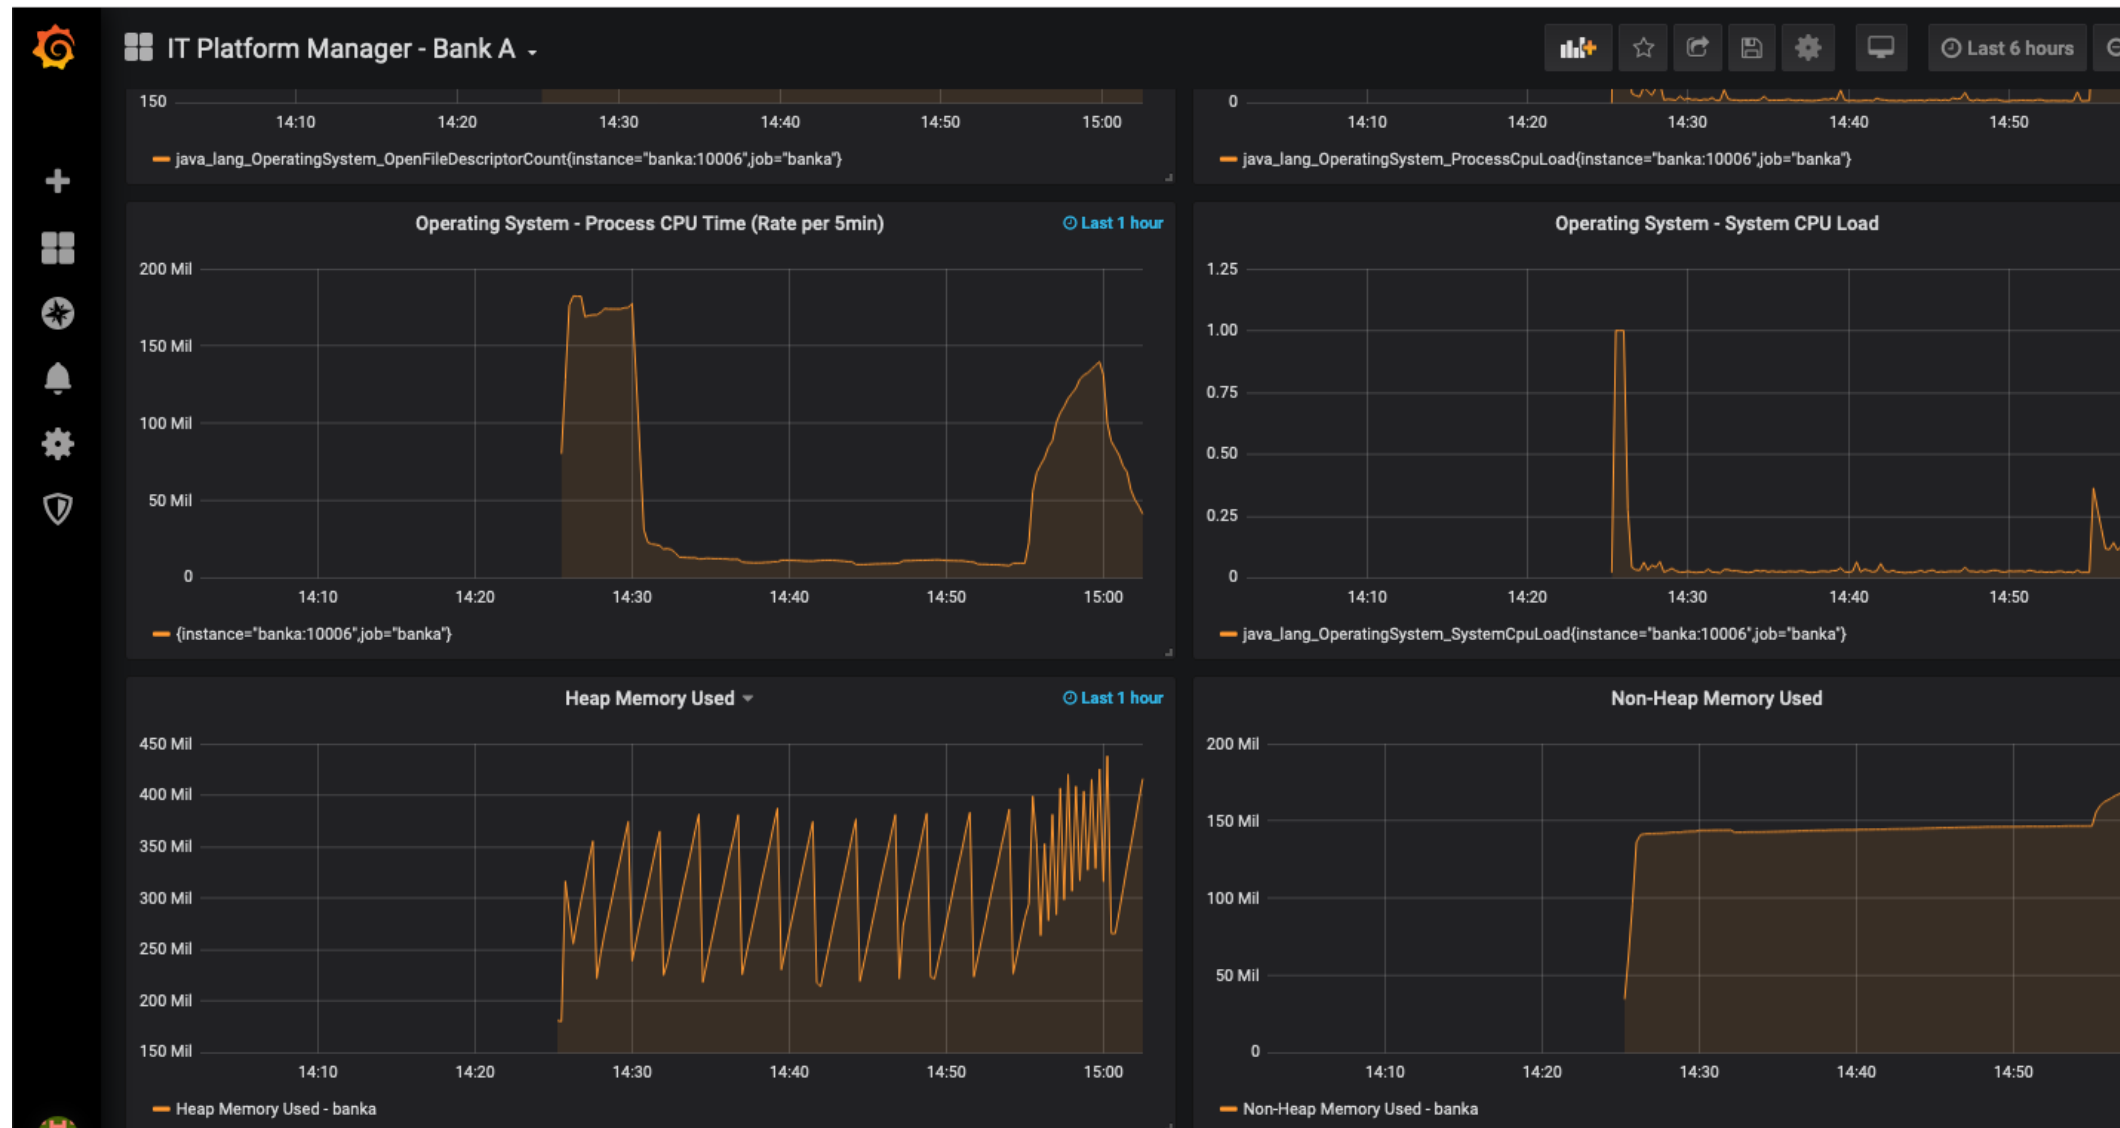 IT Platform Manager - Bank A
Last 6 hours
150
14:10 14:20 14:30 14:40 14:50 15:00
java_lang_OperatingSystem_OpenFileDescriptorCount{instance="banka:10006",job="banka"}
0
14:10 14:20 14:30 14:40 14:50
java_lang_OperatingSystem_ProcessCpuLoad{instance="banka:10006",job="banka"}
Operating System - Process CPU Time (Rate per 5min)
Last 1 hour
200 Mil
150 Mil
100 Mil
50 Mil
0
14:10 14:20 14:30 14:40 14:50 15:00
{instance="banka:10006",job="banka"}
Operating System - System CPU Load
1.25
1.00
0.75
0.50
0.25
0
14:10 14:20 14:30 14:40 14:50
java_lang_OperatingSystem_SystemCpuLoad{instance="banka:10006",job="banka"}
Heap Memory Used
Last 1 hour
450 Mil
400 Mil
350 Mil
300 Mil
250 Mil
200 Mil
150 Mil
14:10 14:20 14:30 14:40 14:50 15:00
Heap Memory Used - banka
Non-Heap Memory Used
200 Mil
150 Mil
100 Mil
50 Mil
0
14:10 14:20 14:30 14:40 14:50
Non-Heap Memory Used - banka